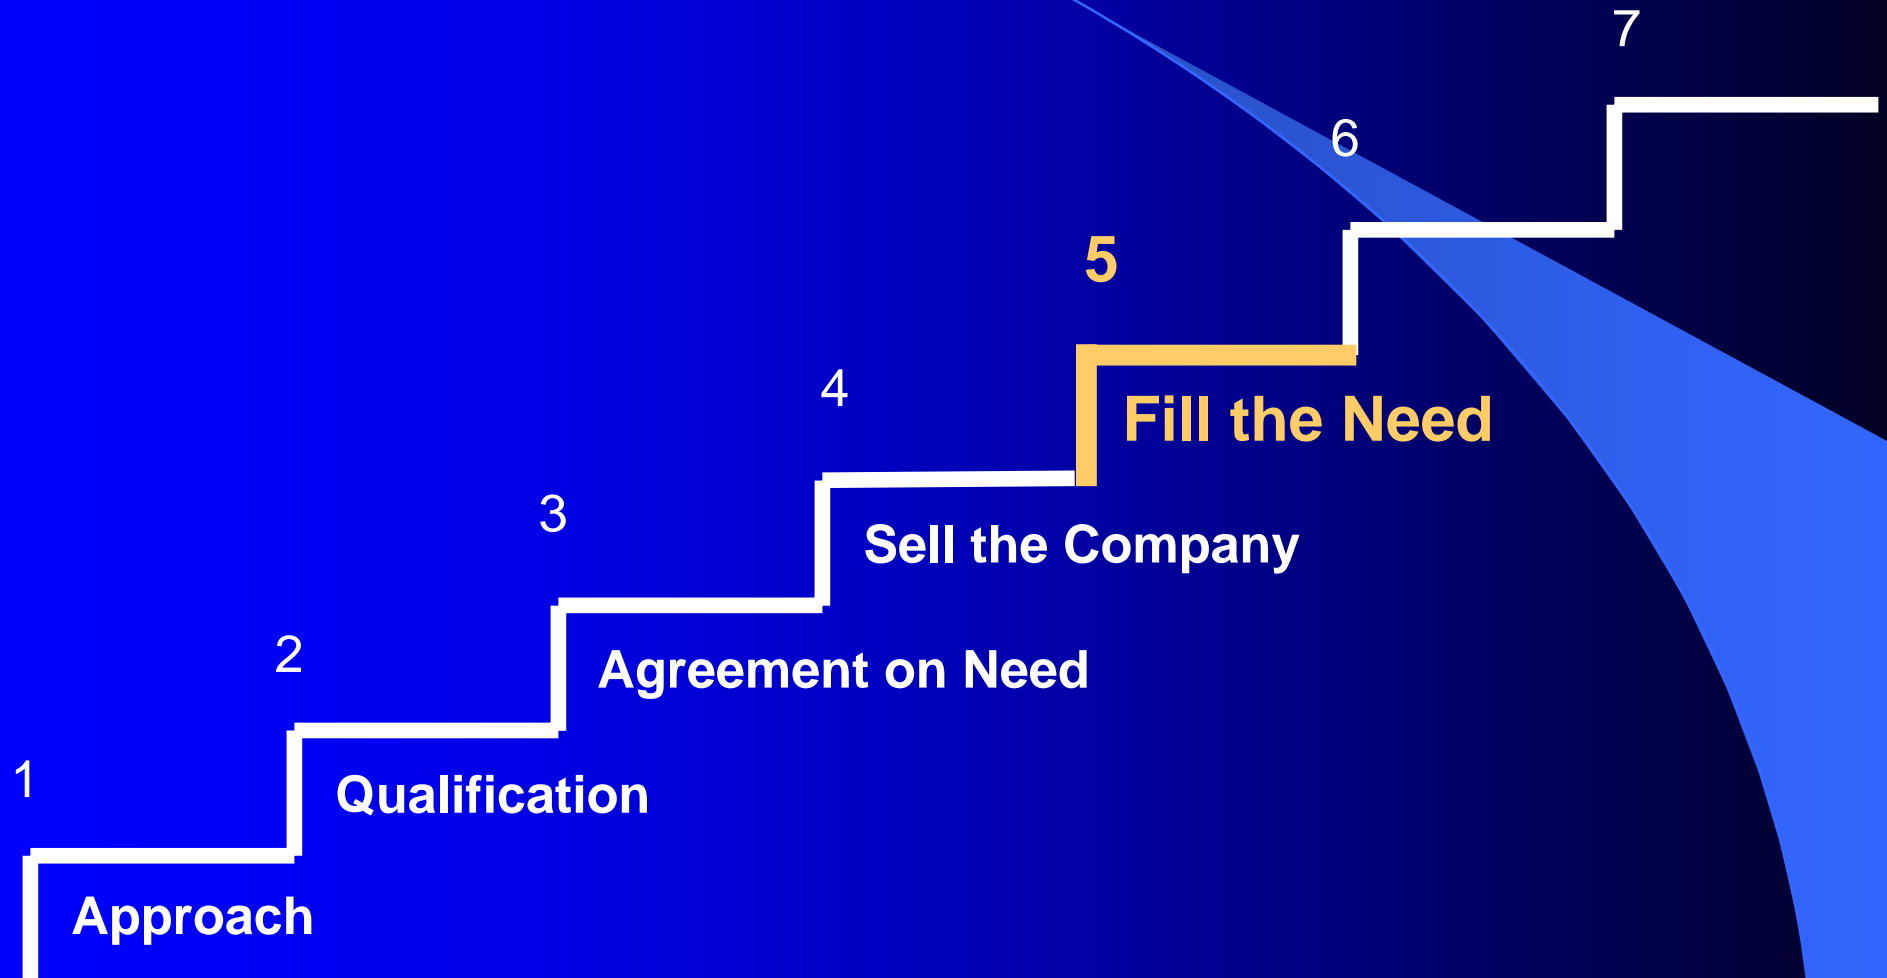 7
6
5
Fill the Need
4
Sell the Company
3
Agreement on Need
2
Qualification
1
Approach